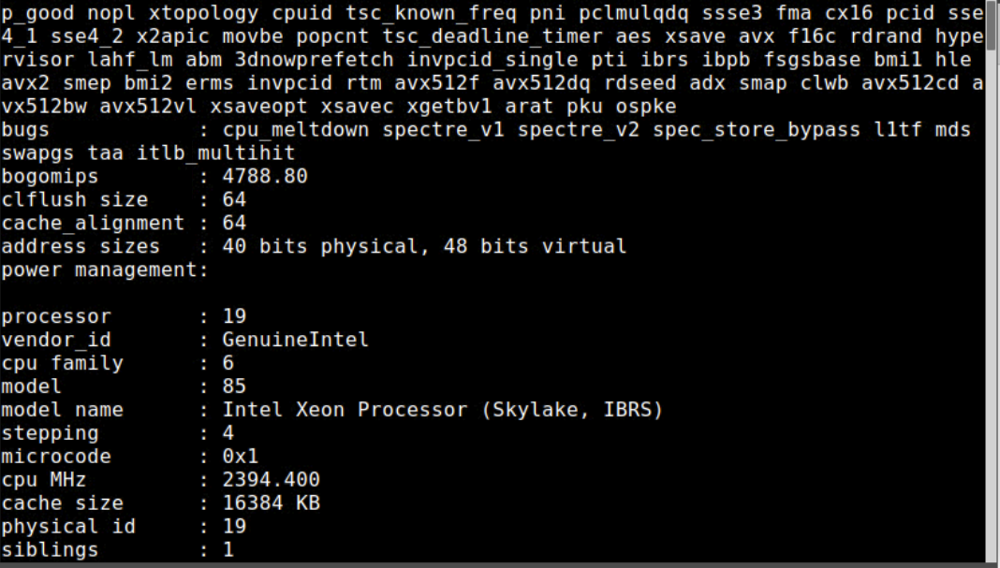 p_good nopl xtopology cpuid tsc_known_freq pni pclmulqdq ssse3 fma cx16 pcid sse
4_1 sse4_2 x2apic movbe popcnt tsc_deadline_timer aes xsave avx f16c rdrand hype
rvisor lahf_lm abm 3dnowprefetch invpcid_single pti ibrs ibpb fsgsbase bmi1 hle
avx2 smep bmi2 erms invpcid rtm avx512f avx512dq rdseed adx smap clwb avx512cd a
vx512bw avx512vl xsaveopt xsavec xgetbv1 arat pku ospke
bugs : cpu_meltdown spectre_v1 spectre_v2 spec_store_bypass l1tf mds
swapgs taa itlb_multihit
bogomips : 4788.80
clflush size : 64
cache_alignment : 64
address sizes : 40 bits physical, 48 bits virtual
power management:
processor : 19
vendor_id : GenuineIntel
cpu family : 6
model : 85
model name : Intel Xeon Processor (Skylake, IBRS)
stepping : 4
microcode : 0x1
cpu MHz : 2394.400
cache size : 16384 KB
physical id : 19
siblings : 1